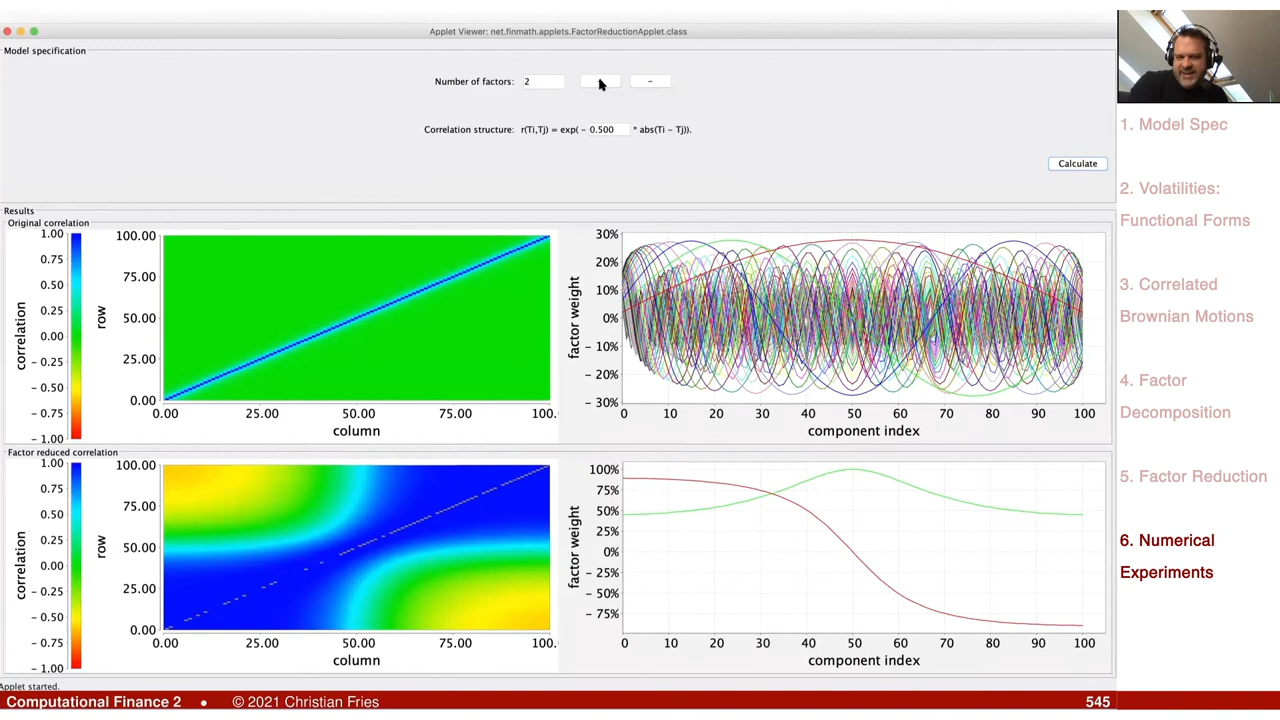 Applet Viewer: net.finmath.applets.FactorReductionApplet.class
Model specification
Number of factors: 2 -
Correlation structure: r(Ti,Tj) = exp( - 0.500 * abs(Ti - Tj)).
Calculate
Results
Original correlation
1.00
0.75
0.50
0.25
0.00
- 0.25
- 0.50
- 0.75
- 1.00
correlation
100.00
75.00
50.00
25.00
0.00
row
0.00 25.00 50.00 75.00 100.
column
30%
20%
10%
0%
- 10%
- 20%
- 30%
factor weight
0 10 20 30 40 50 60 70 80 90 100
component index
Factor reduced correlation
1.00
0.75
0.50
0.25
0.00
- 0.25
- 0.50
- 0.75
- 1.00
correlation
100.00
75.00
50.00
25.00
0.00
row
0.00 25.00 50.00 75.00 100.
column
100%
75%
50%
25%
0%
- 25%
- 50%
- 75%
factor weight
0 10 20 30 40 50 60 70 80 90 100
component index
Applet started.
1. Model Spec
2. Volatilities:
Functional Forms
3. Correlated
Brownian Motions
4. Factor
Decomposition
5. Factor Reduction
6. Numerical
Experiments
Computational Finance 2 • © 2021 Christian Fries 545